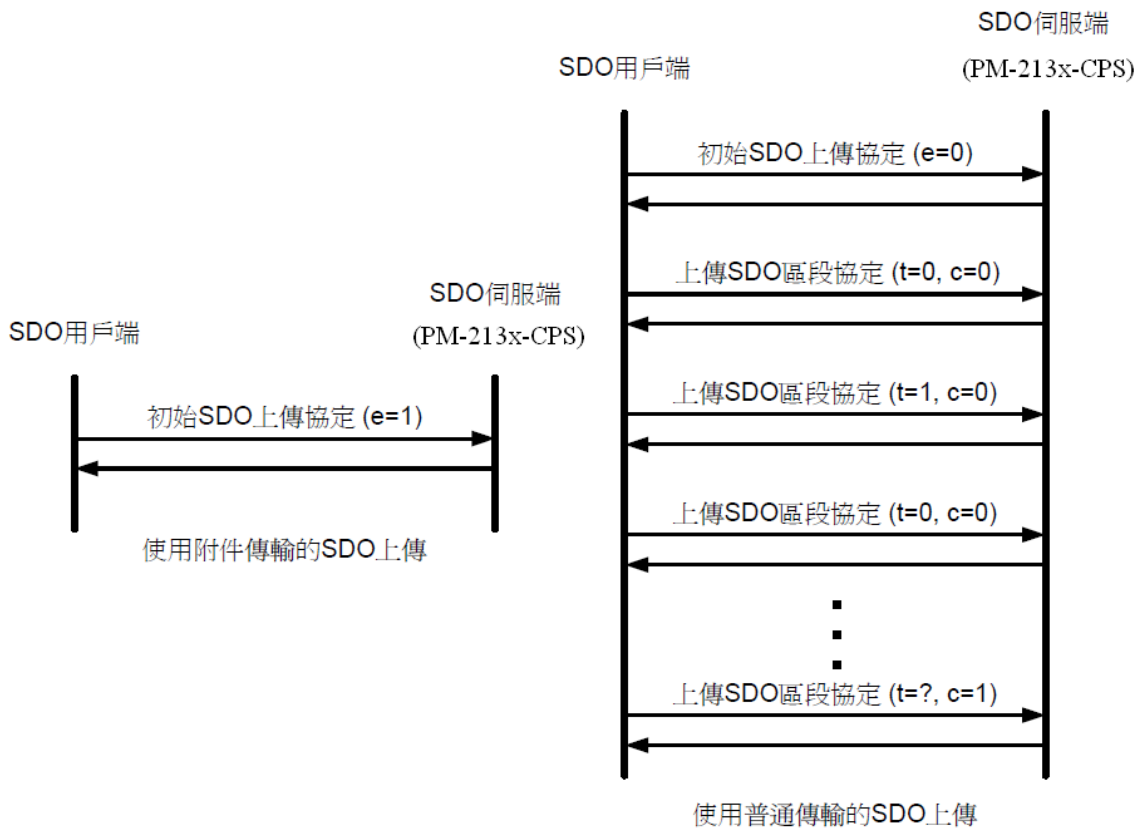 SDO用戶端
SDO伺服端
(PM-213x-CPS)
初始SDO上傳協定 (e=1)
使用附件傳輸的SDO上傳
SDO用戶端
SDO伺服端
(PM-213x-CPS)
初始SDO上傳協定 (e=0)
上傳SDO區段協定 (t=0, c=0)
上傳SDO區段協定 (t=1, c=0)
上傳SDO區段協定 (t=0, c=0)
上傳SDO區段協定 (t=?, c=1)
使用普通傳輸的SDO上傳